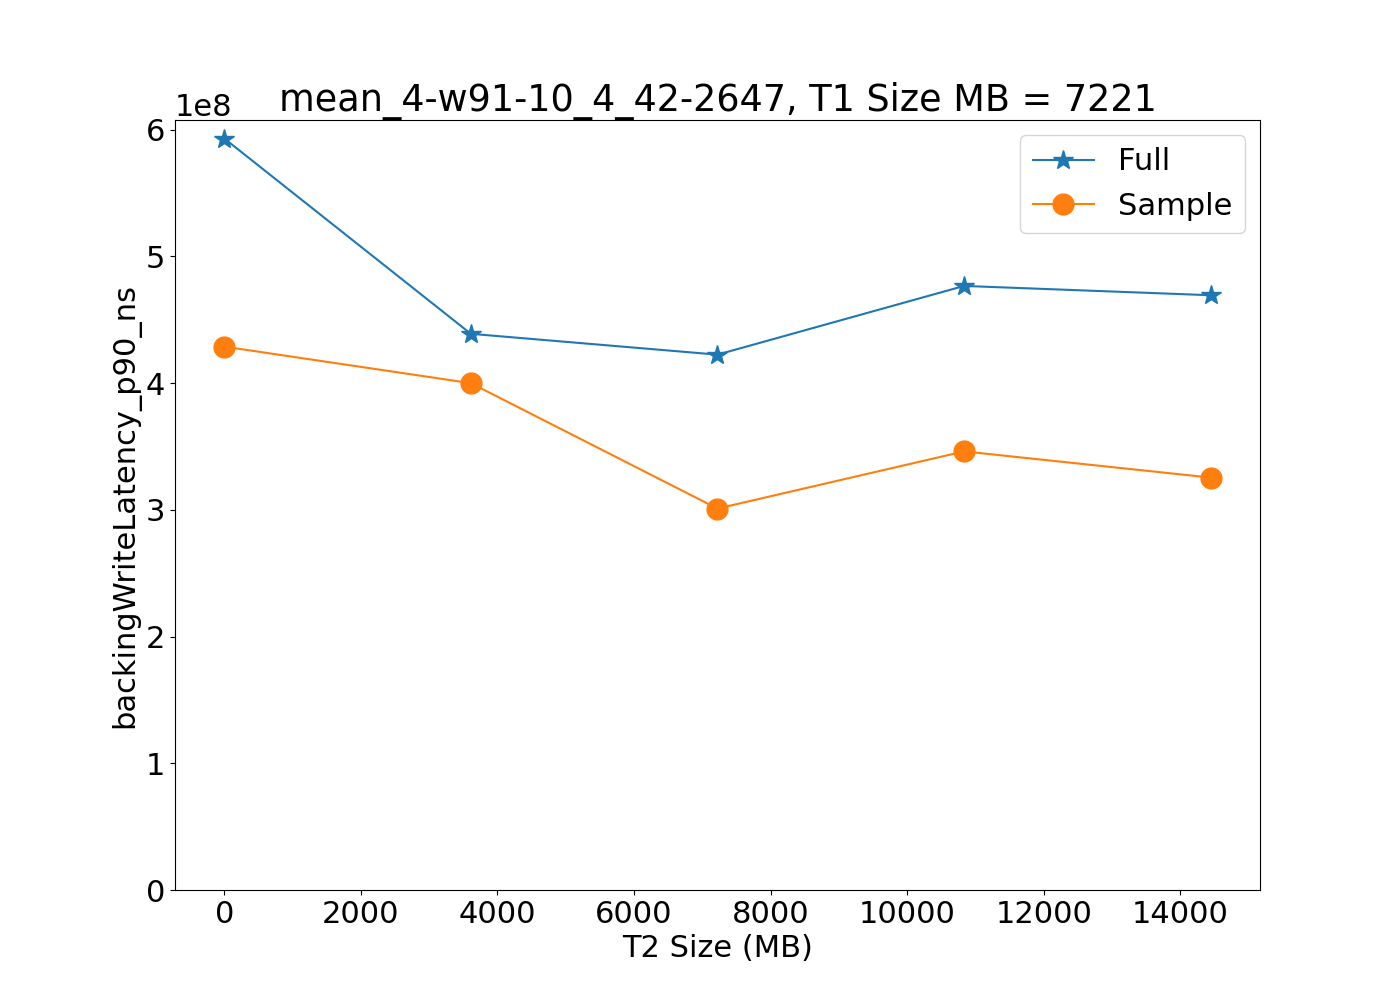 mean_4-w91-10_4_42-2647, T1 Size MB = 7221
1e8
Full
Sample
6
5
4
3
2
1
0
backingWriteLatency_p90_ns
0 2000 4000 6000 8000 10000 12000 14000
T2 Size (MB)